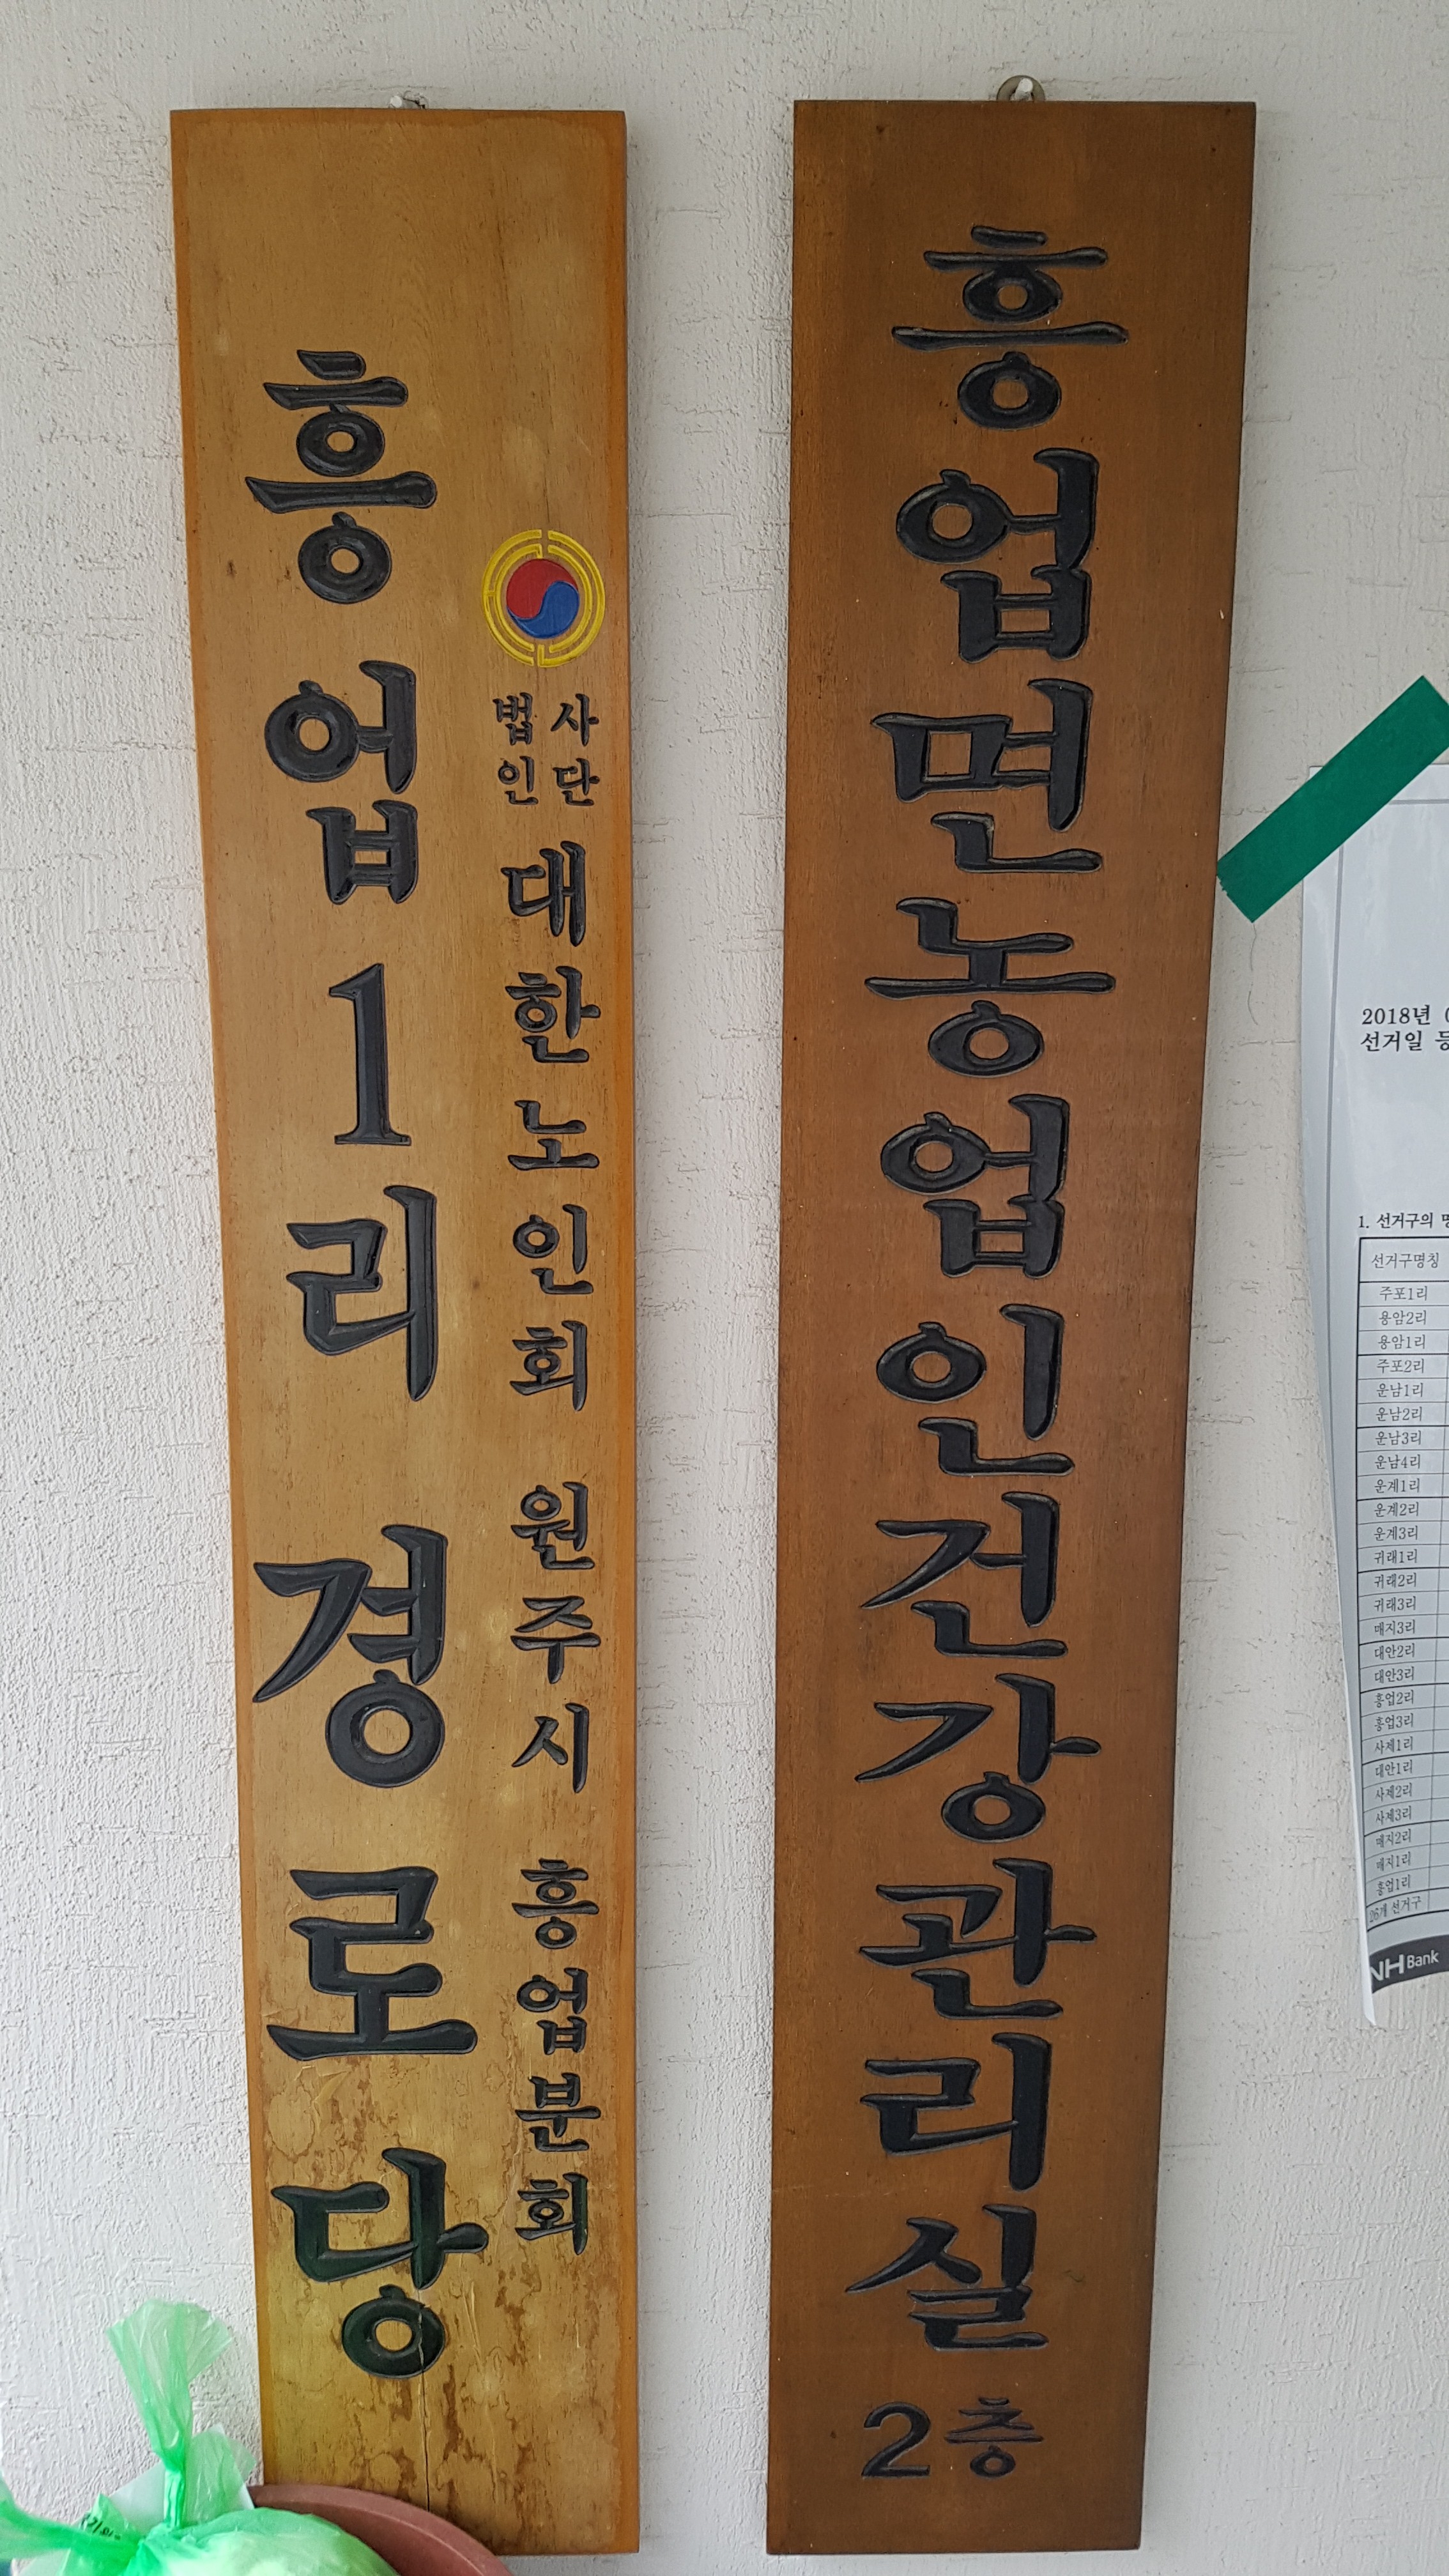 사단
법인
대한노인회 원주시 흥업분회
흥업1리 경로당
흥업면농업인건강관리실
2층
2018년
선거일
1. 선거구의
선거구명칭
주포1리
용암2리
용암1리
주포2리
운남1리
운남2리
운남3리
운남4리
운계1리
운계2리
운계3리
귀래1리
귀래2리
귀래3리
매지3리
대안2리
대안3리
흥업2리
흥업3리
사제1리
대안1리
사제2리
사제3리
매지2리
매지1리
흥업1리
26개 선거구
NH Bank